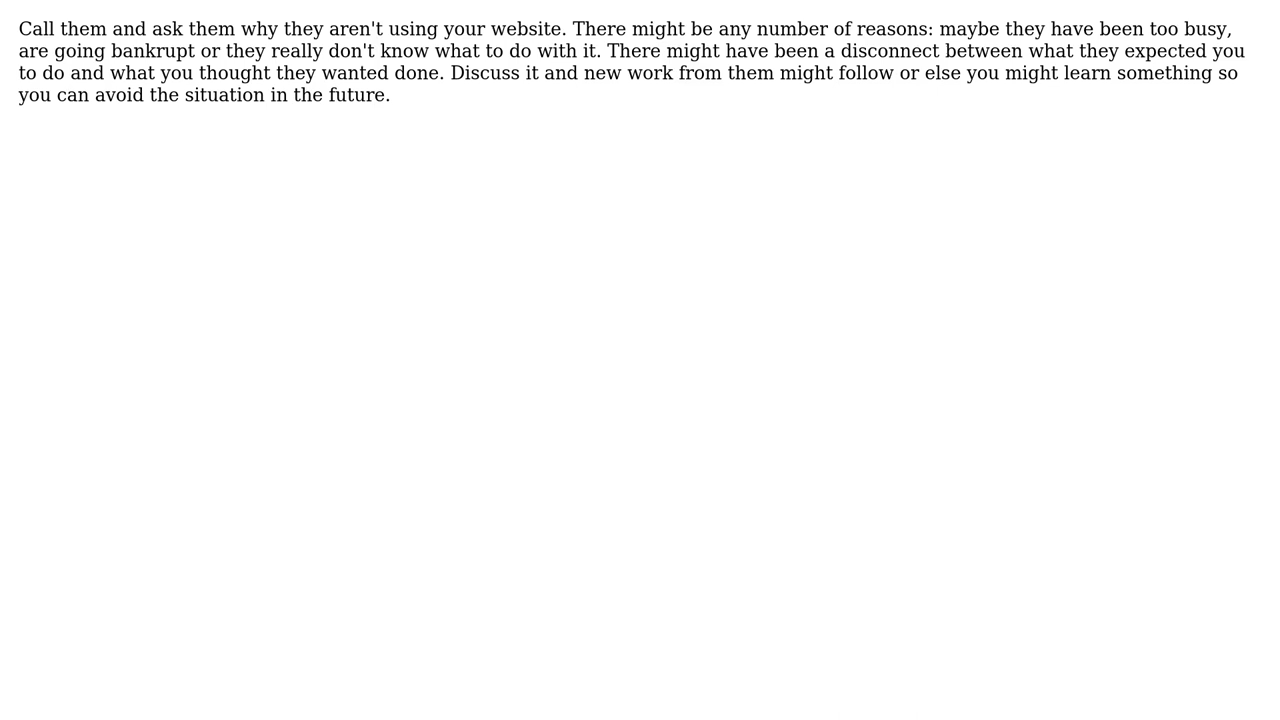 Call them and ask them why they aren't using your website. There might be any number of reasons: maybe they have been too busy,
are going bankrupt or they really don't know what to do with it. There might have been a disconnect between what they expected you
to do and what you thought they wanted done. Discuss it and new work from them might follow or else you might learn something so
you can avoid the situation in the future.